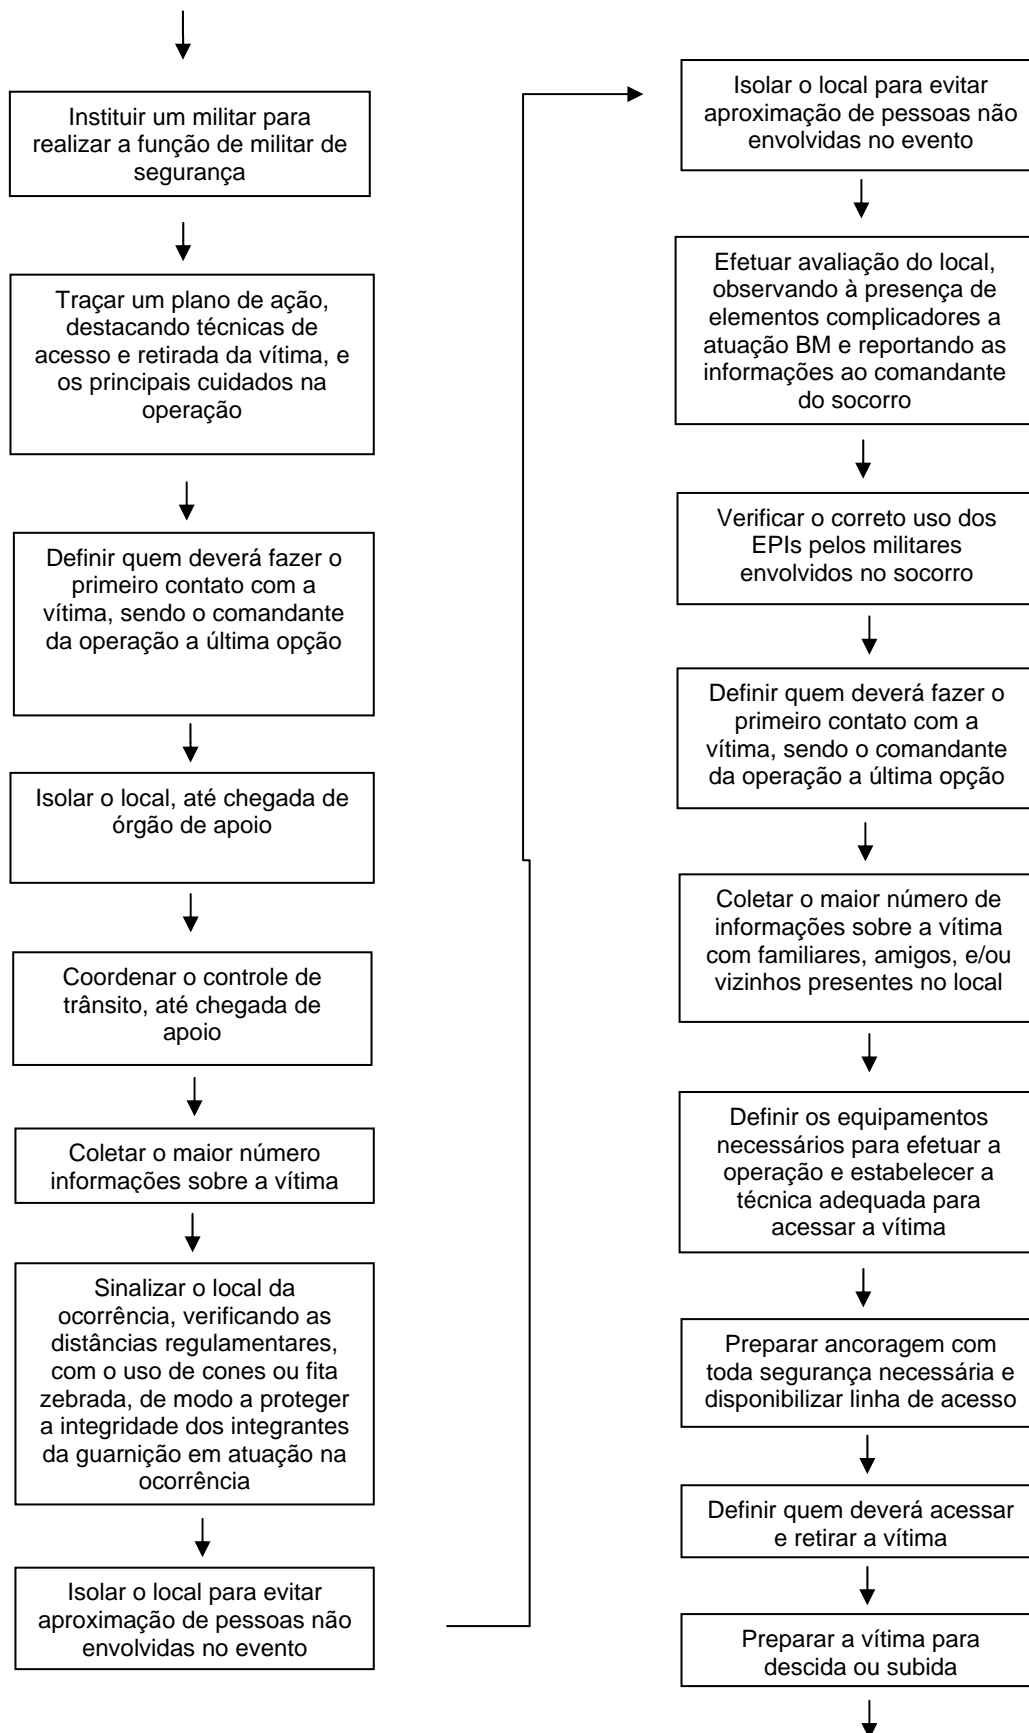 Instituir um militar para
realizar a função de militar de
segurança
Traçar um plano de ação,
destacando técnicas de
acesso e retirada da vítima, e
os principais cuidados na
operação
Definir quem deverá fazer o
primeiro contato com a
vítima, sendo o comandante
da operação a última opção
Isolar o local, até chegada de
órgão de apoio
Coordenar o controle de
trânsito, até chegada de
apoio
Coletar o maior número
informações sobre a vítima
Sinalizar o local da
ocorrência, verificando as
distâncias regulamentares,
com o uso de cones ou fita
zebrada, de modo a proteger
a integridade dos integrantes
da guarnição em atuação na
ocorrência
Isolar o local para evitar
aproximação de pessoas não
envolvidas no evento
Isolar o local para evitar
aproximação de pessoas não
envolvidas no evento
Efetuar avaliação do local,
observando à presença de
elementos complicadores a
atuação BM e reportando as
informações ao comandante
do socorro
Verificar o correto uso dos
EPIs pelos militares
envolvidos no socorro
Definir quem deverá fazer o
primeiro contato com a
vítima, sendo o comandante
da operação a última opção
Coletar o maior número de
informações sobre a vítima
com familiares, amigos, e/ou
vizinhos presentes no local
Definir os equipamentos
necessários para efetuar a
operação e estabelecer a
técnica adequada para
acessar a vítima
Preparar ancoragem com
toda segurança necessária e
disponibilizar linha de acesso
Definir quem deverá acessar
e retirar a vítima
Preparar a vítima para
descida ou subida